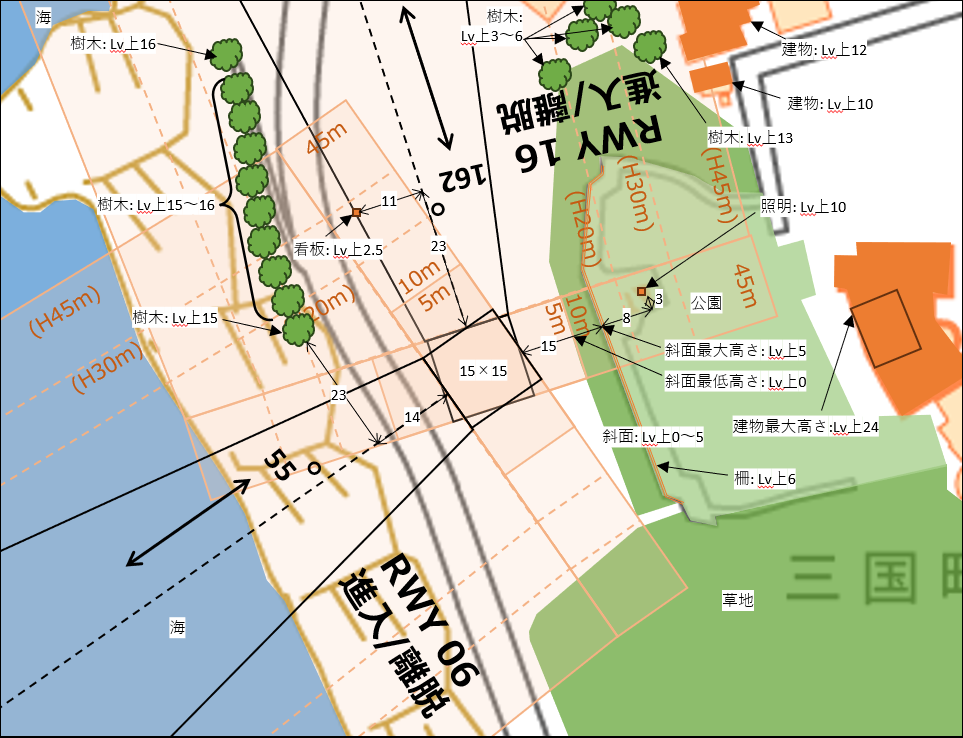 海
樹木: Lv上16
樹木:
Lv上3～6
建物: Lv上12
建物: Lv上10
樹木: Lv上13
進入/離脱
RWY 16
162
45m
11
樹木: Lv上15～16
看板: Lv上2.5
23
10m
5m
(H20m)
(H30m)
(H45m)
照明: Lv上10
(H45m)
(H30m)
樹木: Lv上15
20m)
5m
10m
45m
3
8
公園
15
斜面最大高さ: Lv上5
15×15
斜面最低高さ: Lv上0
23
14
建物最大高さ:Lv上24
斜面: Lv上0～5
55
柵: Lv上6
RWY 06
進入/離脱
海
草地
三国